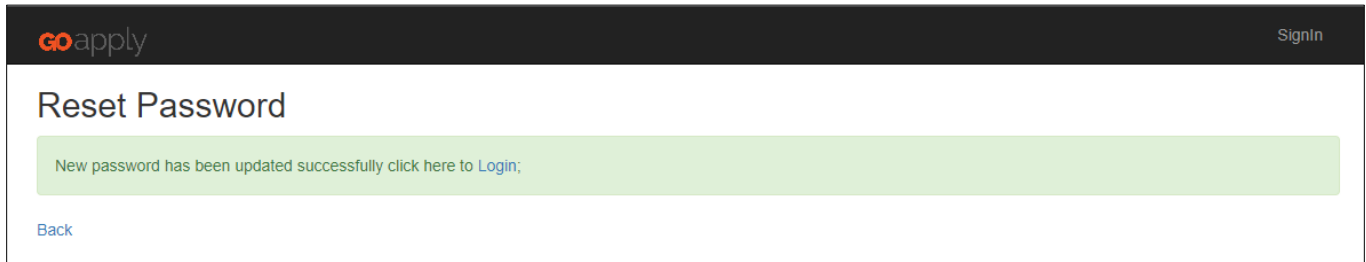 GOapply
SignIn
Reset Password
New password has been updated successfully click here to Login;
Back